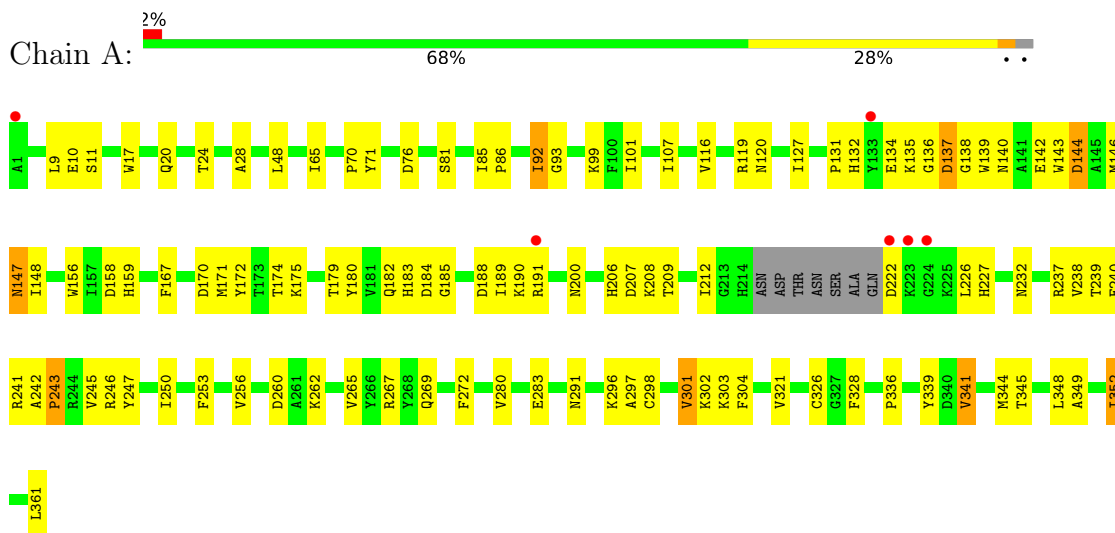 2%
Chain A:
68% 28% • •
A1 L9 E10 S11 W17 Q20 T24 A28 L48 I65 P70 Y71 D76 S81 I85 P86 I92 G93 K99 F100 I101 I107 V116 R119 N120 I127 P131 H132 Y133 E134 K135 G136 D137 G138 W139 N140 A141 E142 W143 D144 A145 M146
N147 I148 W156 I157 D158 H159 F167 D170 M171 Y172 T173 T174 K175 T179 Y180 V181 Q182 H183 D184 G185 D188 I189 K190 R191 N200 H206 D207 K208 T209 I212 G213 H214 ASN ASP THR ASN SER ALA GLN D222 K223 G224 K225 L226 H227 N232 R237 V238 T239 E240
R241 A242 P243 R244 V245 R246 Y247 I250 F253 V256 D260 A261 K262 V265 Y266 R267 Y268 Q269 F272 V280 E283 N291 K296 A297 C298 V301 K302 K303 F304 V321 C326 G327 F328 P336 Y339 D340 V341 M344 T345 L348 A349
L361